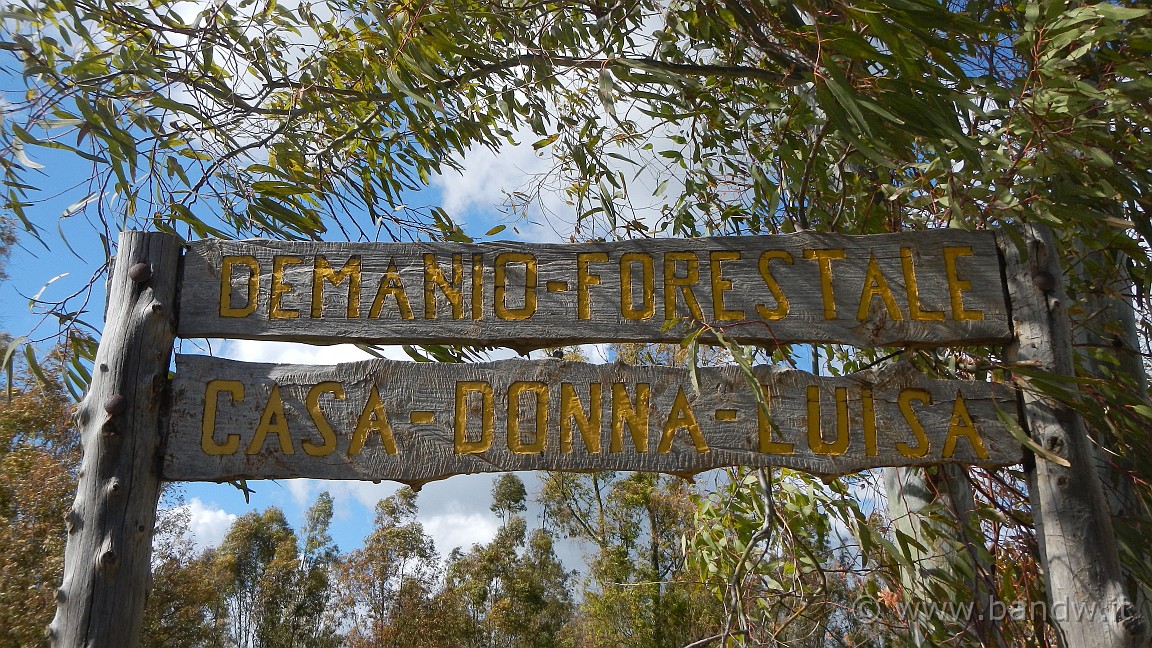 DEMANIO-FORESTALE
CASA-DONNA-LUISA
© www.bandw.it